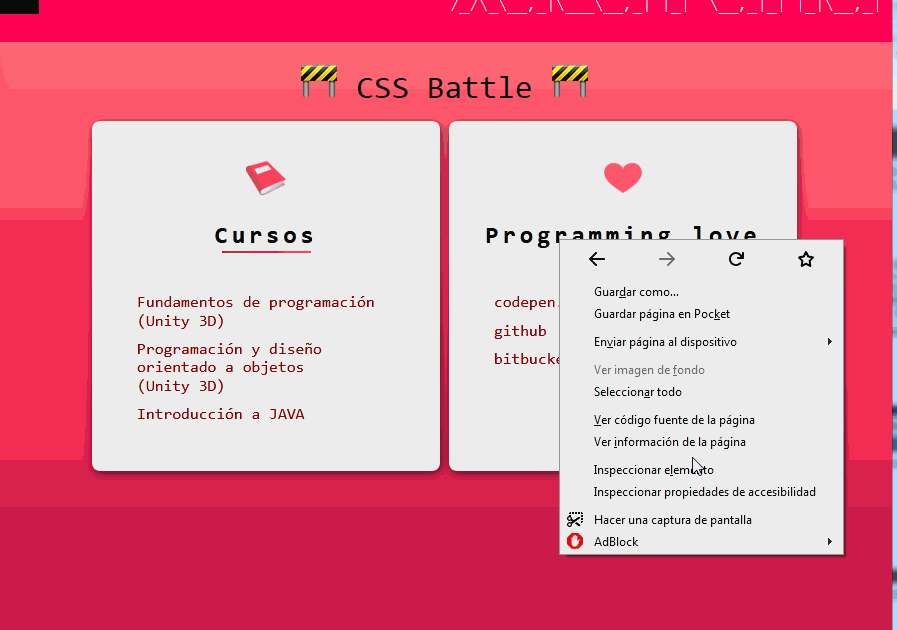 CSS Battle
Cursos
Fundamentos de programación
(Unity 3D)
Programación y diseño
orientado a objetos
(Unity 3D)
Introducción a JAVA
Programming love
codepen.
github
bitbucke
Guardar como...
Guardar página en Pocket
Enviar página al dispositivo
Ver imagen de fondo
Seleccionar todo
Ver código fuente de la página
Ver información de la página
Inspeccionar elemento
Inspeccionar propiedades de accesibilidad
Hacer una captura de pantalla
AdBlock